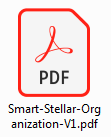 PDF
Smart-Stellar-Org
anization-V1.pdf